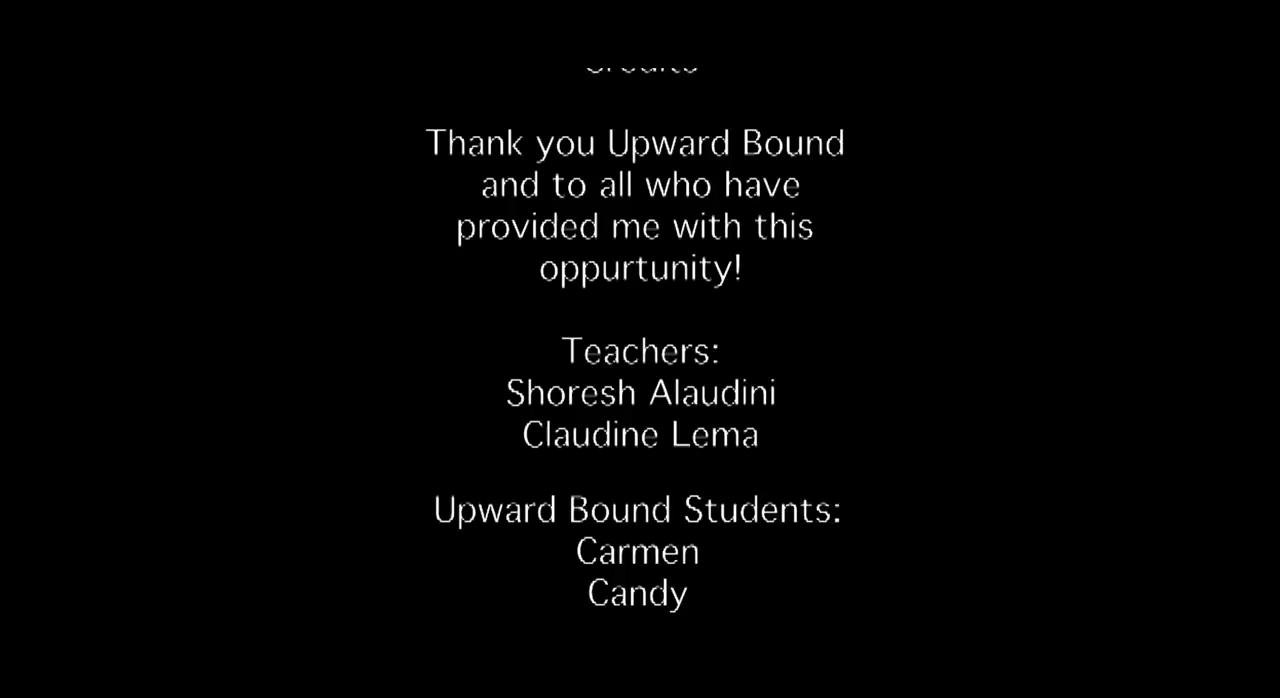 Credits
Thank you Upward Bound
and to all who have
provided me with this
oppurtunity!
Teachers:
Shoresh Alaudini
Claudine Lema
Upward Bound Students:
Carmen
Candy